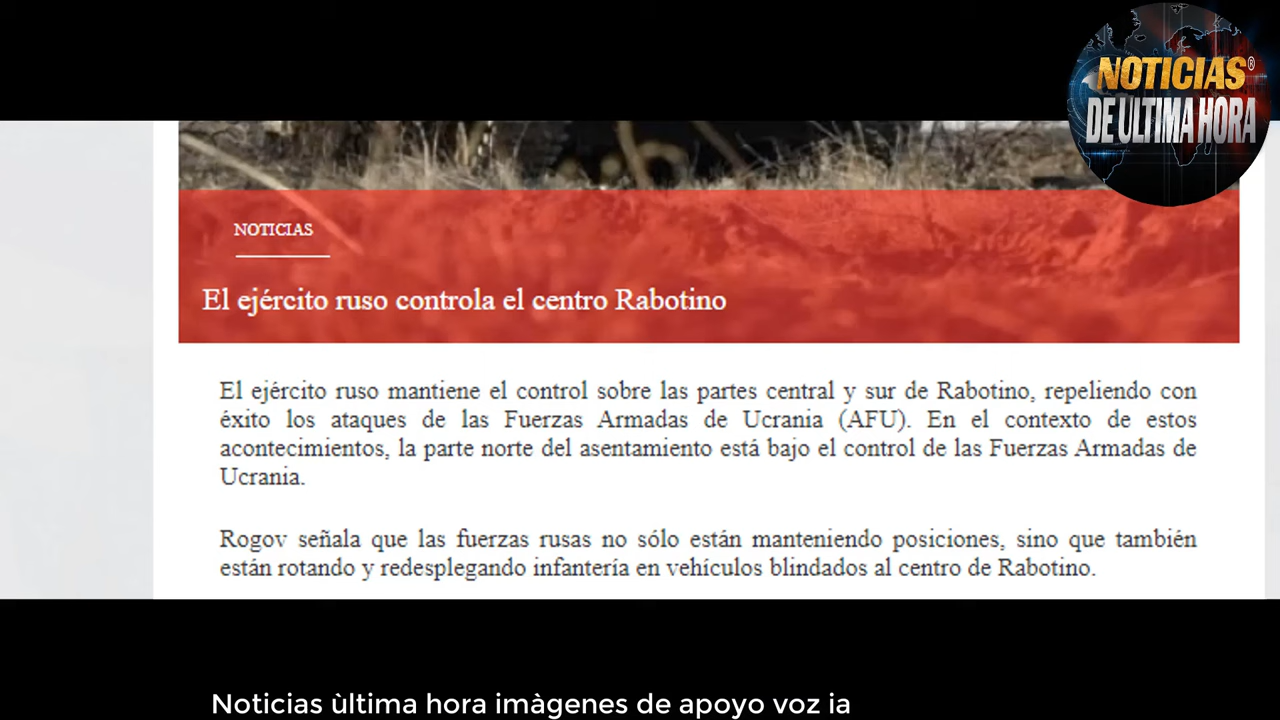 NOTICIAS®
DE ULTIMA HORA
NOTICIAS
El ejército ruso controla el centro Rabotino
El ejército ruso mantiene el control sobre las partes central y sur de Rabotino, repeliendo con
éxito los ataques de las Fuerzas Armadas de Ucrania (AFU). En el contexto de estos
acontecimientos, la parte norte del asentamiento está bajo el control de las Fuerzas Armadas de
Ucrania.
Rogov señala que las fuerzas rusas no sólo están manteniendo posiciones, sino que también
están rotando y redesplegando infantería en vehículos blindados al centro de Rabotino.
Noticias ùltima hora imàgenes de apoyo voz ia